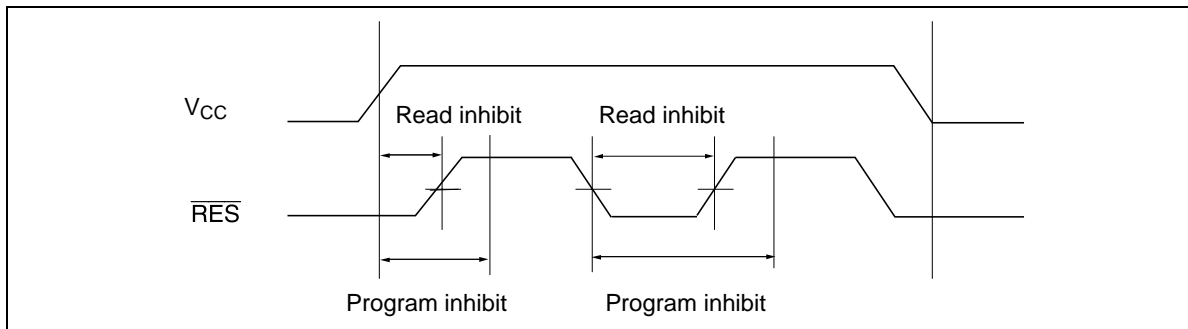 VCC
Read inhibit Read inhibit
RES
Program inhibit Program inhibit